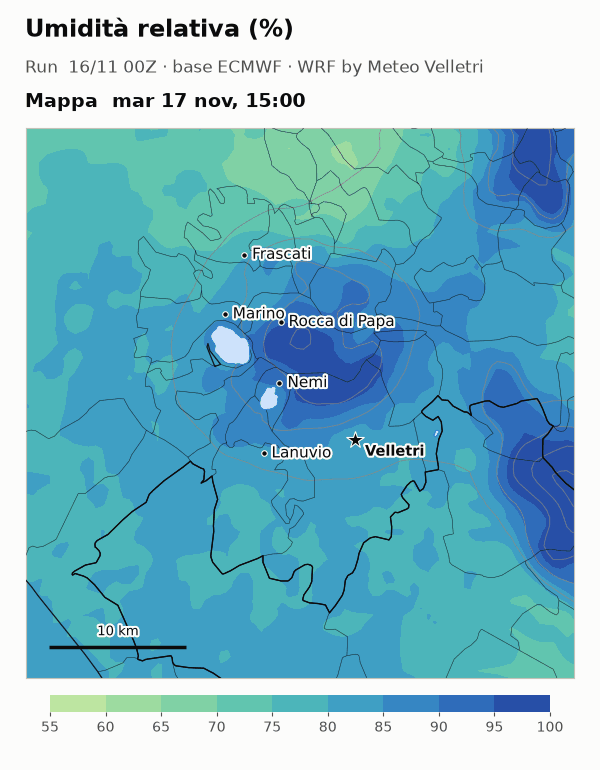 Umidità relativa (%)
Run  16/11 00Z · base ECMWF · WRF by Meteo Velletri
Mappa  mar 17 nov, 15:00
Frascati
Marino
Rocca di Papa
Nemi
Velletri
Lanuvio
10 km
55 60 65 70 75 80 85 90 95 100